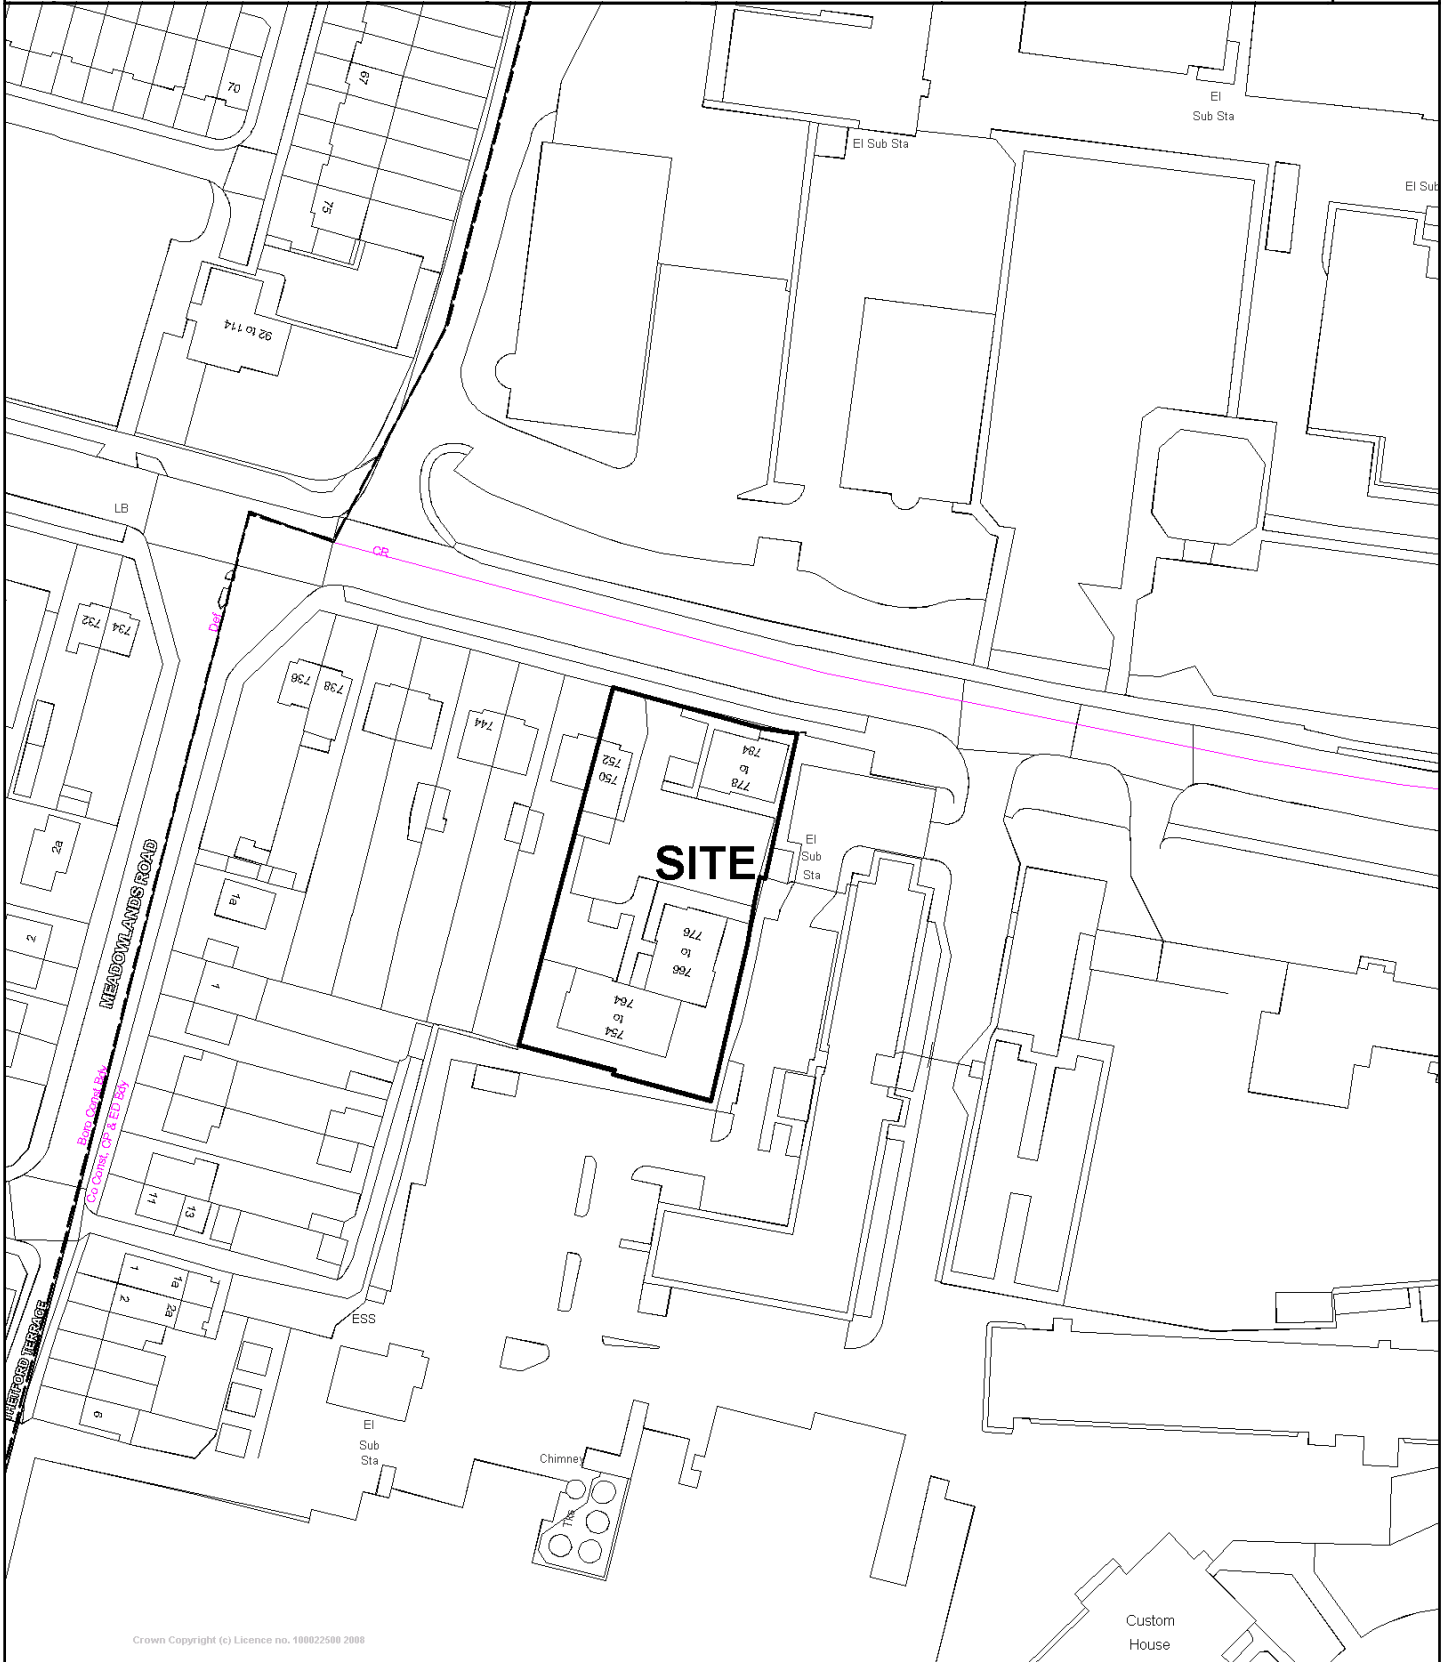 70
67
El
Sub Sta
El Sub Sta
El Sub
75
92 to 114
LB
CR
Def
732
734
736
738
744
752
750
784
to
778
SITE
El
Sub
Sta
2a
1a
2
MEADOWLANDS ROAD
776
to
766
1
764
to
754
Boro Const Bdy
Co Const, CP & ED Bdy
11
13
1
1a
2
2a
THETFORD TERRACE
ESS
6
El
Sub
Sta
Chimney
Tks
Custom
House
Crown Copyright (c) Licence no. 100022500 2008